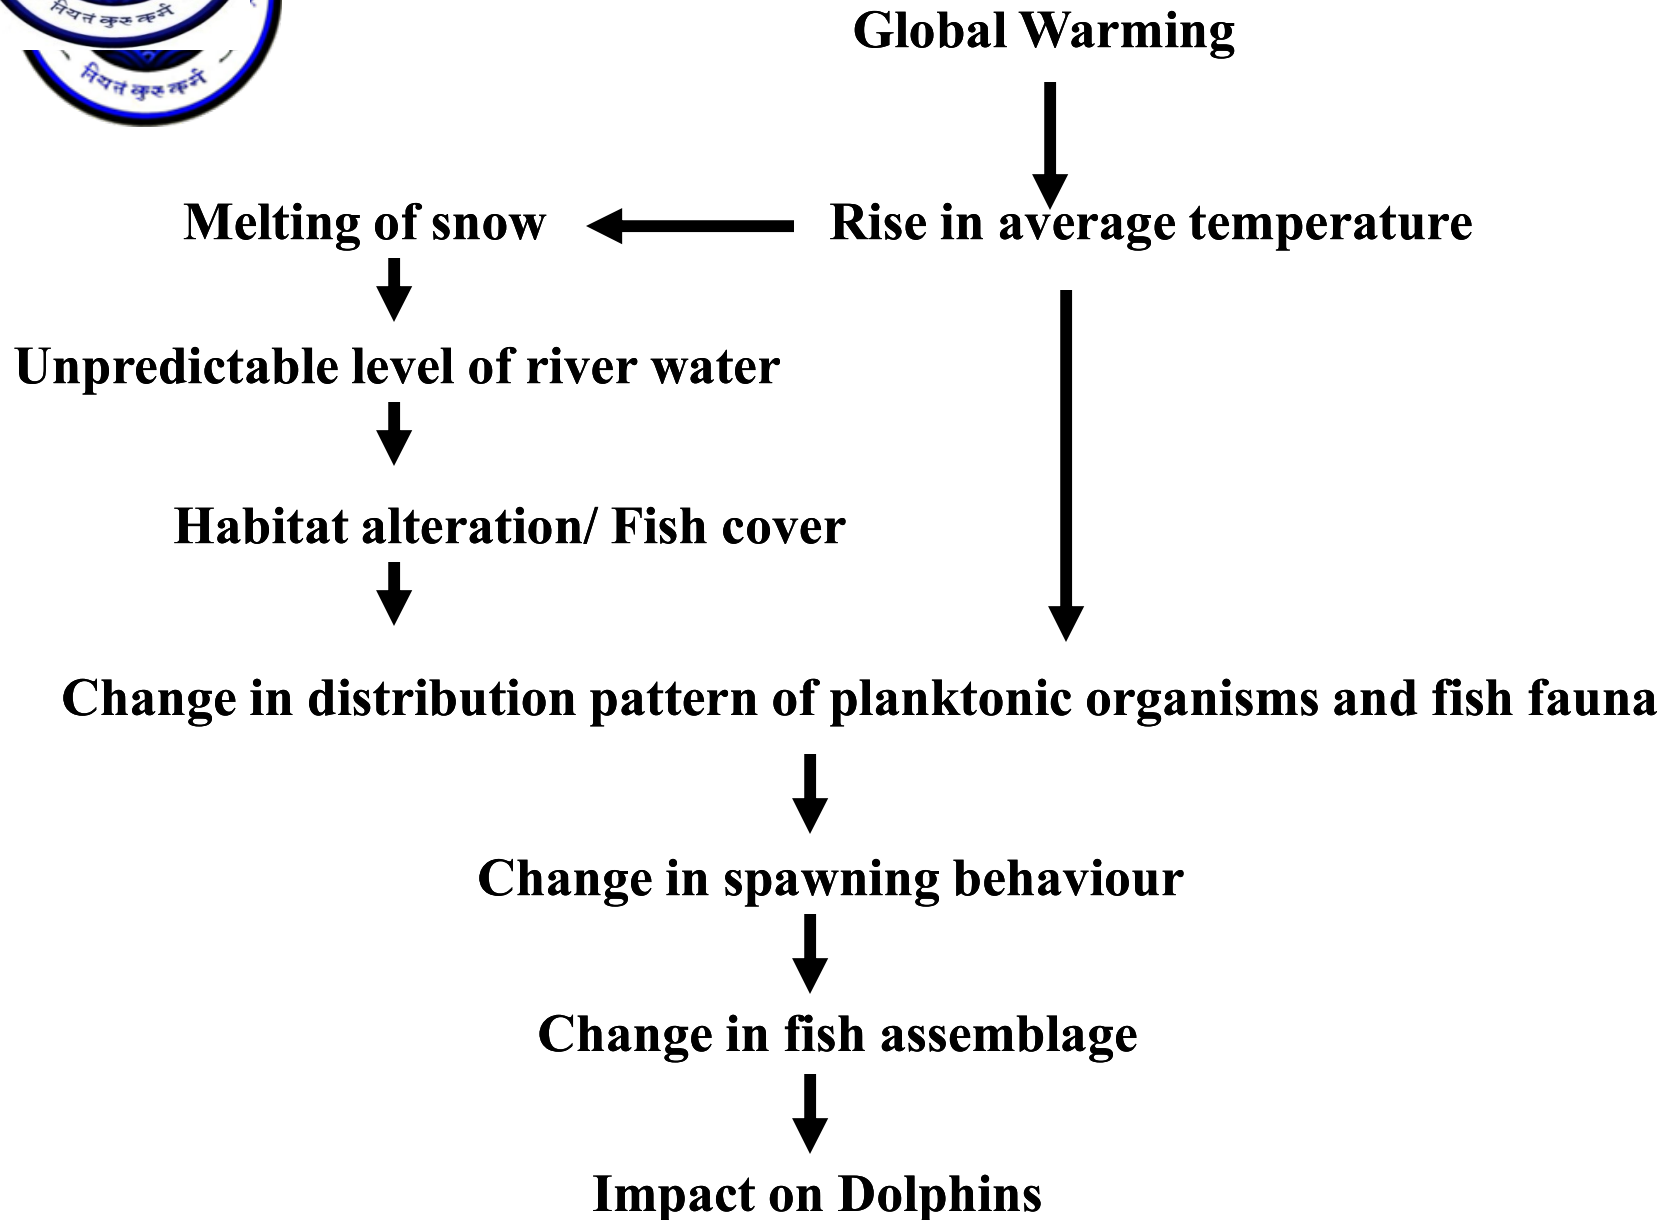 नियतं कुरु कर्म
नियतं कुरु कर्म
Global Warming
Melting of snow
Rise in average temperature
Unpredictable level of river water
Habitat alteration/ Fish cover
Change in distribution pattern of planktonic organisms and fish fauna
Change in spawning behaviour
Change in fish assemblage
Impact on Dolphins